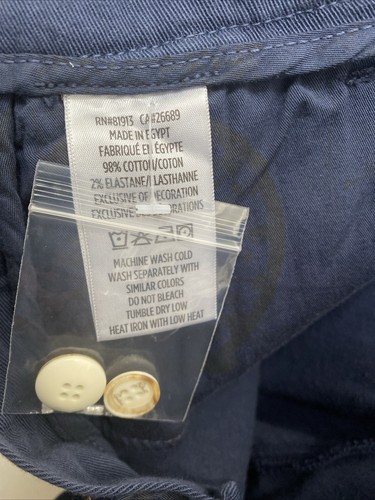 RN#81913 CA#26689
MADE IN EGYPT
FABRIQUÉ EN ÉGYPTE
98% COTTON/COTON
2% ELASTANE/ÉLASTHANNE
EXCLUSIVE OF DECORATION
EXCLUSIVE DES DECORATIONS
MACHINE WASH COLD
WASH SEPARATELY WITH
SIMILAR COLORS
DO NOT BLEACH
TUMBLE DRY LOW
HEAT IRON WITH LOW HEAT